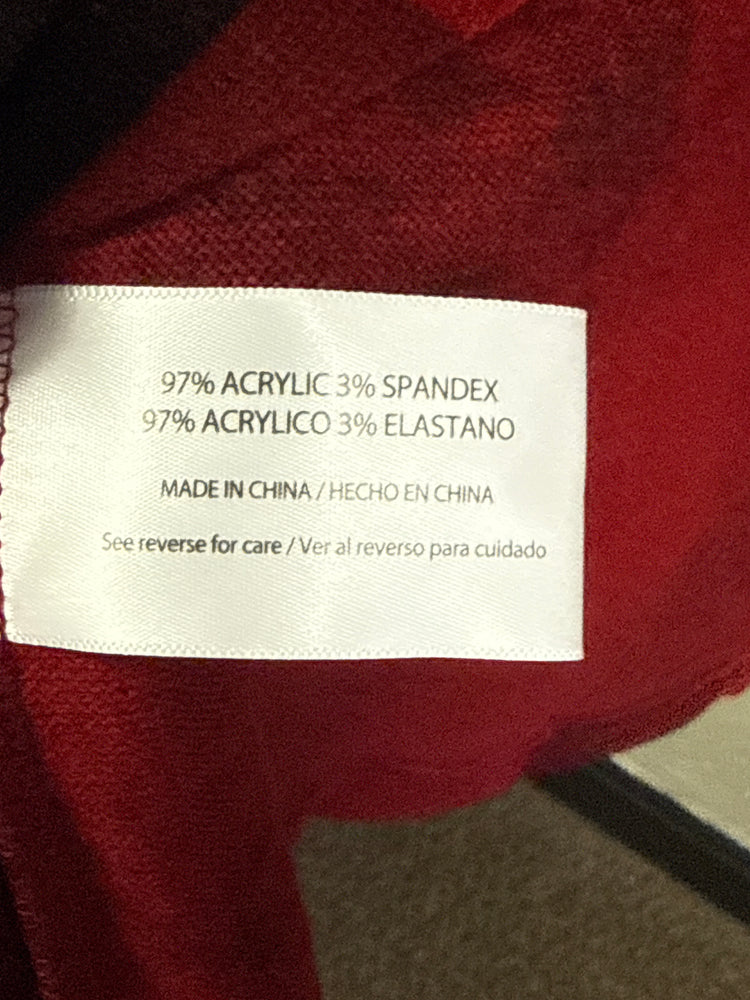 97% ACRYLIC 3% SPANDEX
97% ACRYLICO 3% ELASTANO
MADE IN CHINA / HECHO EN CHINA
See reverse for care / Ver al reverso para cuidado